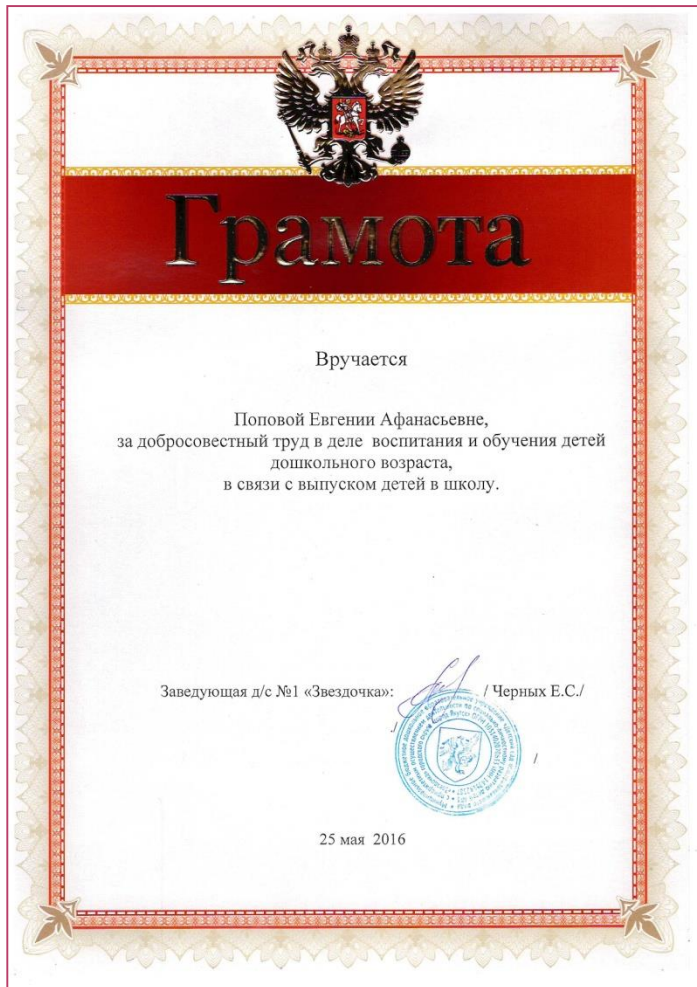 Грамота
Вручается
Поповой Евгении Афанасьевне,
за добросовестный труд в деле воспитания и обучения детей
дошкольного возраста,
в связи с выпуском детей в школу.
Заведующая д/с №1 «Звездочка»: / Черных Е.С./
/
25 мая 2016